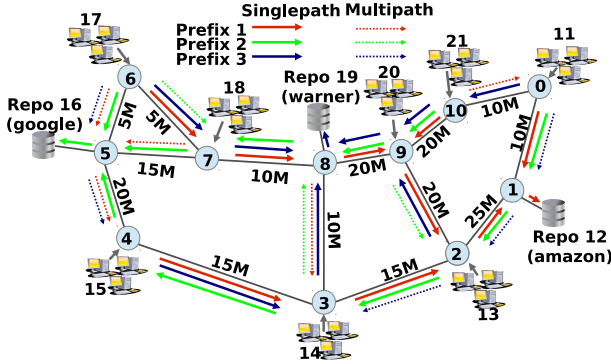 Singlepath Multipath
Prefix 1
Prefix 2
Prefix 3
17
21
11
6
18
Repo 19
(warner)
20
0
Repo 16
(google)
5M
5M
10
10M
20M
10M
5
7
8
9
15M
10M
20M
20M
1
20M
25M
Repo 12
(amazon)
4
10M
2
15M
15M
15
3
13
14